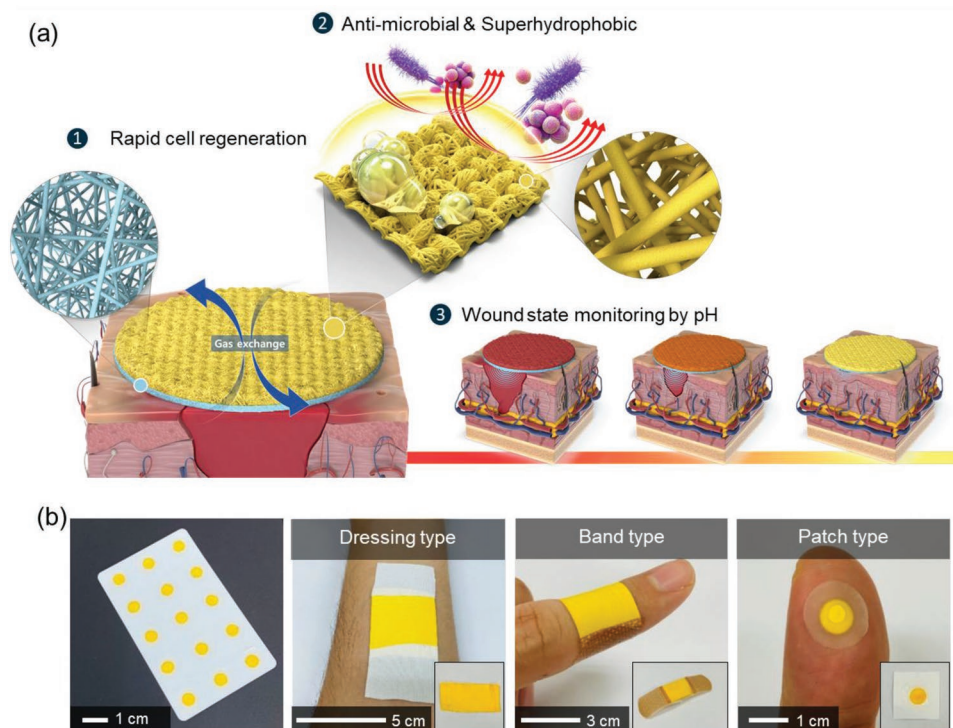 (a)
2 Anti-microbial & Superhydrophobic
1 Rapid cell regeneration
Gas exchange
3 Wound state monitoring by pH
(b)
Dressing type
Band type
Patch type
1 cm
5 cm
3 cm
1 cm